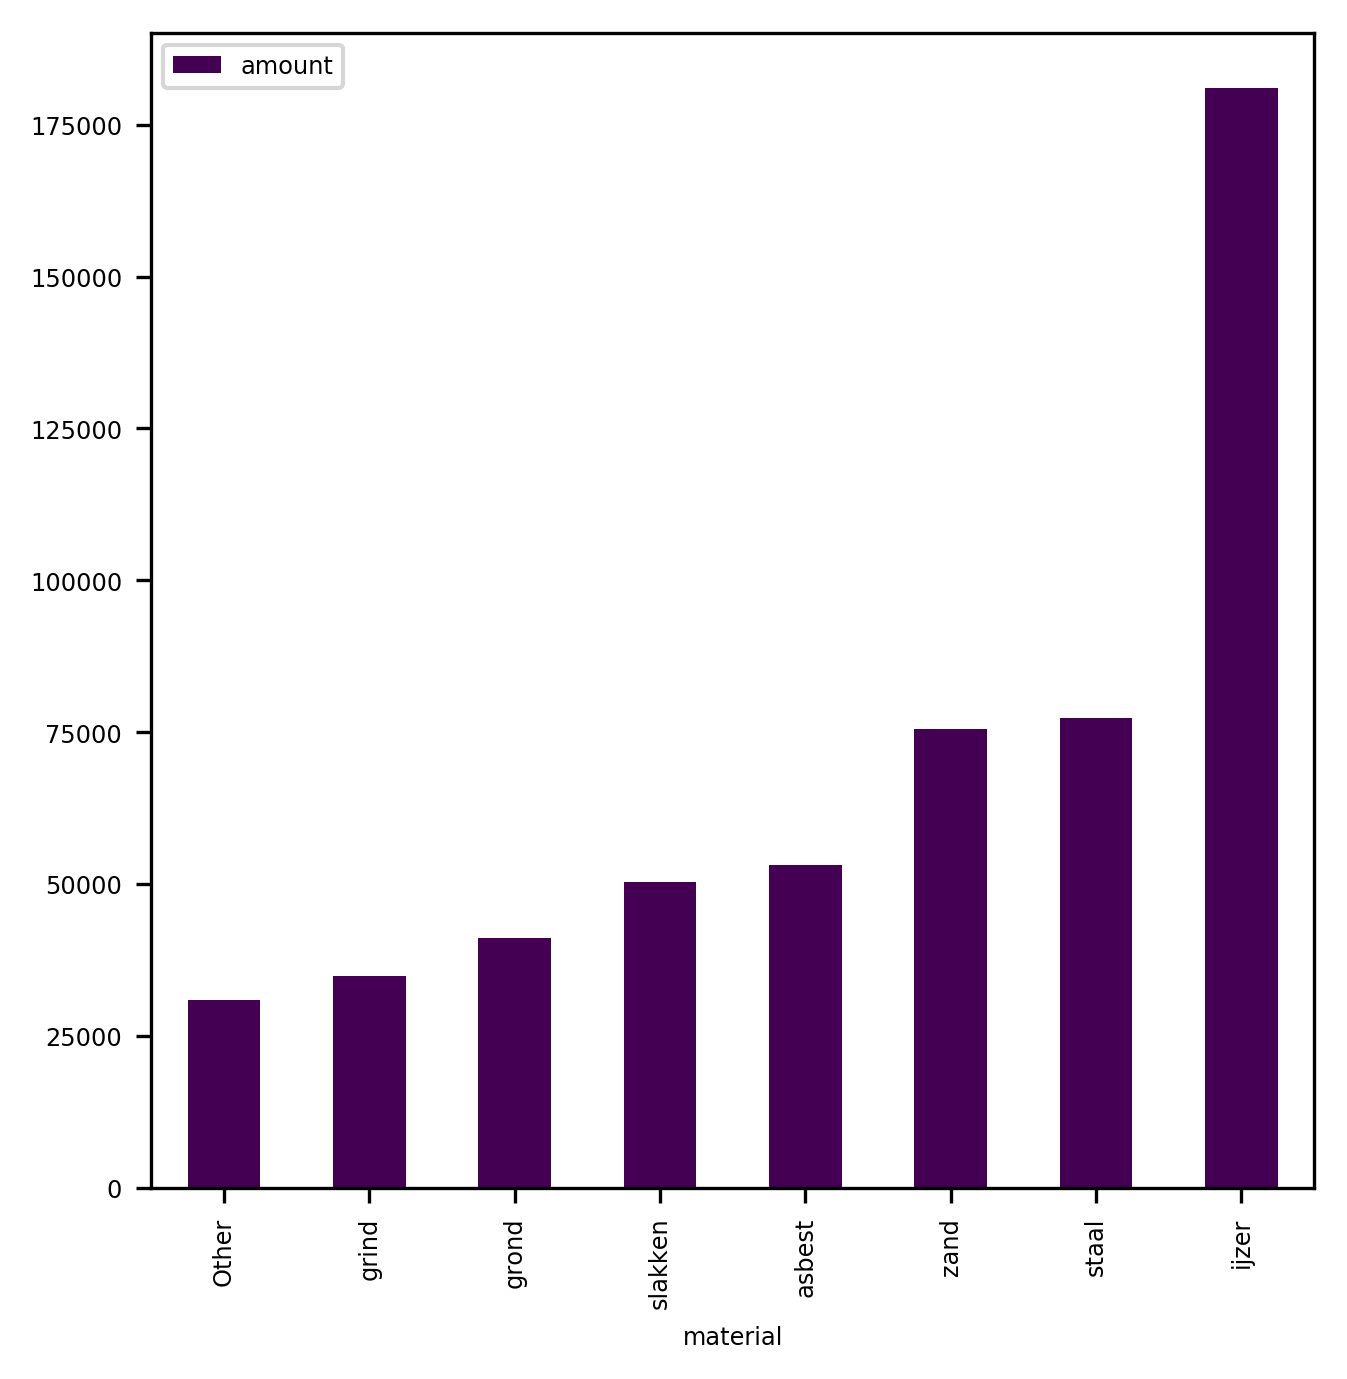 amount
175000
150000
125000
100000
75000
50000
25000
0
Other
grind
grond
slakken
asbest
zand
staal
ijzer
material